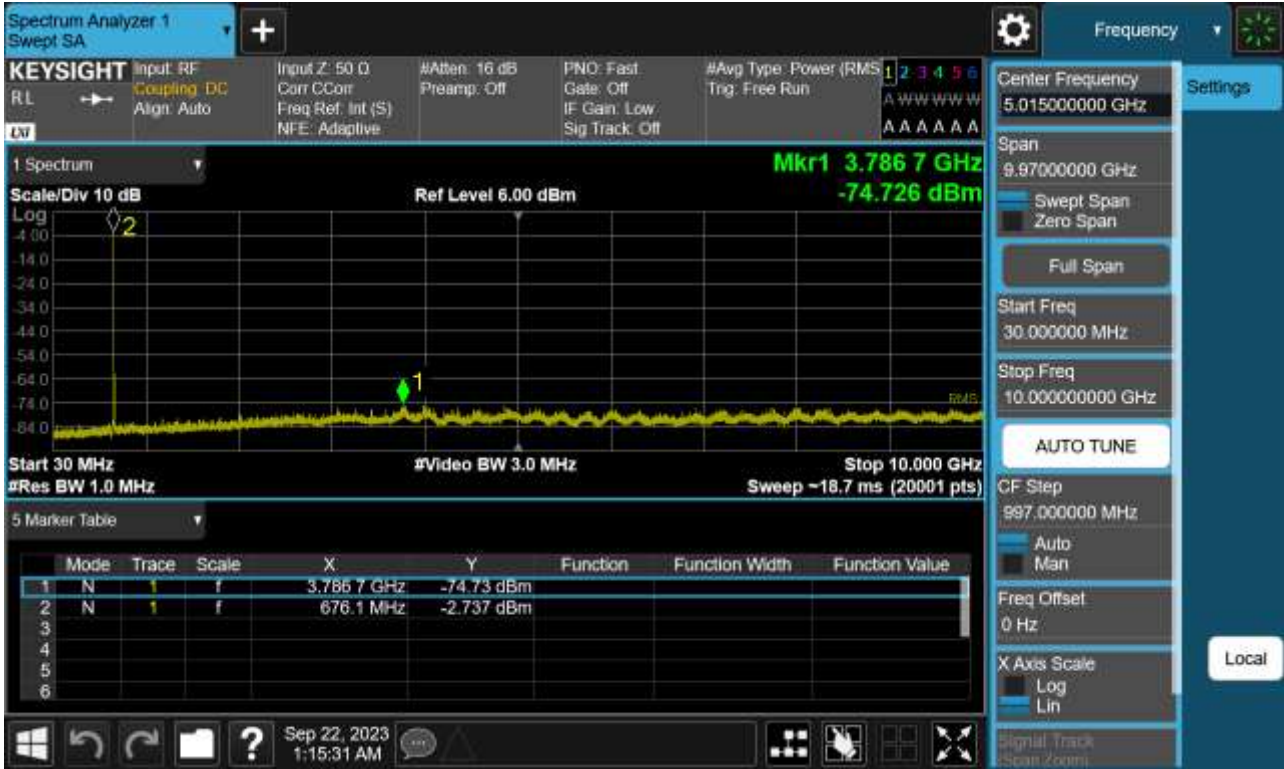 Spectrum Analyzer 1
Swept SA
Frequency
KEYSIGHT
RL
LXI
Input: RF
Coupling: DC
Align: Auto
Input Z: 50 Ω
Corr CCorr
Freq Ref: Int (S)
NFE: Adaptive
#Atten: 16 dB
Preamp: Off
PNO: Fast
Gate: Off
IF Gain: Low
Sig Track: Off
#Avg Type: Power (RMS
Trig: Free Run
1 2 3 4 5 6
A W W W W W
A A A A A A
1 Spectrum
Mkr1 3.786 7 GHz
-74.726 dBm
Scale/Div 10 dB
Ref Level 6.00 dBm
Log
2
-4.00
-14.0
-24.0
-34.0
-44.0
-54.0
-64.0
1
-74.0
RMS
-84.0
Start 30 MHz
#Video BW 3.0 MHz
Stop 10.000 GHz
#Res BW 1.0 MHz
Sweep ~18.7 ms (20001 pts)
5 Marker Table
Mode Trace Scale X Y Function Function Width Function Value
1 N 1 f 3.786 7 GHz -74.73 dBm
2 N 1 f 676.1 MHz -2.737 dBm
3
4
5
6
Sep 22, 2023
1:15:31 AM
Center Frequency
5.015000000 GHz
Settings
Span
9.97000000 GHz
Swept Span
Zero Span
Full Span
Start Freq
30.000000 MHz
Stop Freq
10.000000000 GHz
AUTO TUNE
CF Step
997.000000 MHz
Auto
Man
Freq Offset
0 Hz
X Axis Scale
Log
Lin
Signal Track
(Span Zoom)
Local